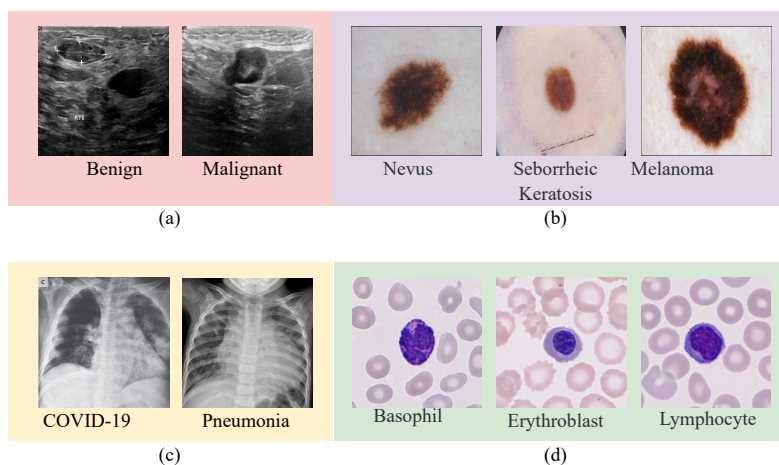 Benign
Malignant
Nevus
Seborrheic
Keratosis
Melanoma
(a)
(b)
C
COVID-19
Pneumonia
Basophil
Erythroblast
Lymphocyte
(c)
(d)